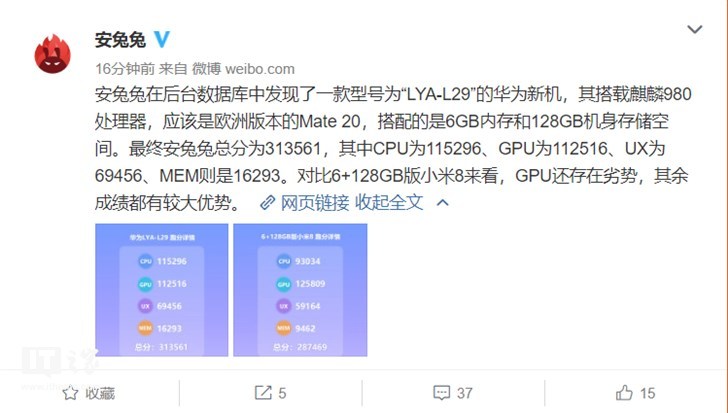 安兔兔
16分钟前 来自 微博 weibo.com
安兔兔在后台数据库中发现了一款型号为“LYA-L29”的华为新机，其搭载麒麟980
处理器，应该是欧洲版本的Mate 20，搭配的是6GB内存和128GB机身存储空
间。最终安兔兔总分为313561，其中CPU为115296、GPU为112516、UX为
69456、MEM则是16293。对比6+128GB版小米8来看，GPU还存在劣势，其余
成绩都有较大优势。 网页链接 收起全文
华为LYA-L29 跑分详情
CPU 115296
GPU 112516
UX 69456
MEM 16293
总分：313561
6+128GB版小米8 跑分详情
CPU 93034
GPU 125809
UX 59164
MEM 9462
总分：287469
收藏
5
37
15